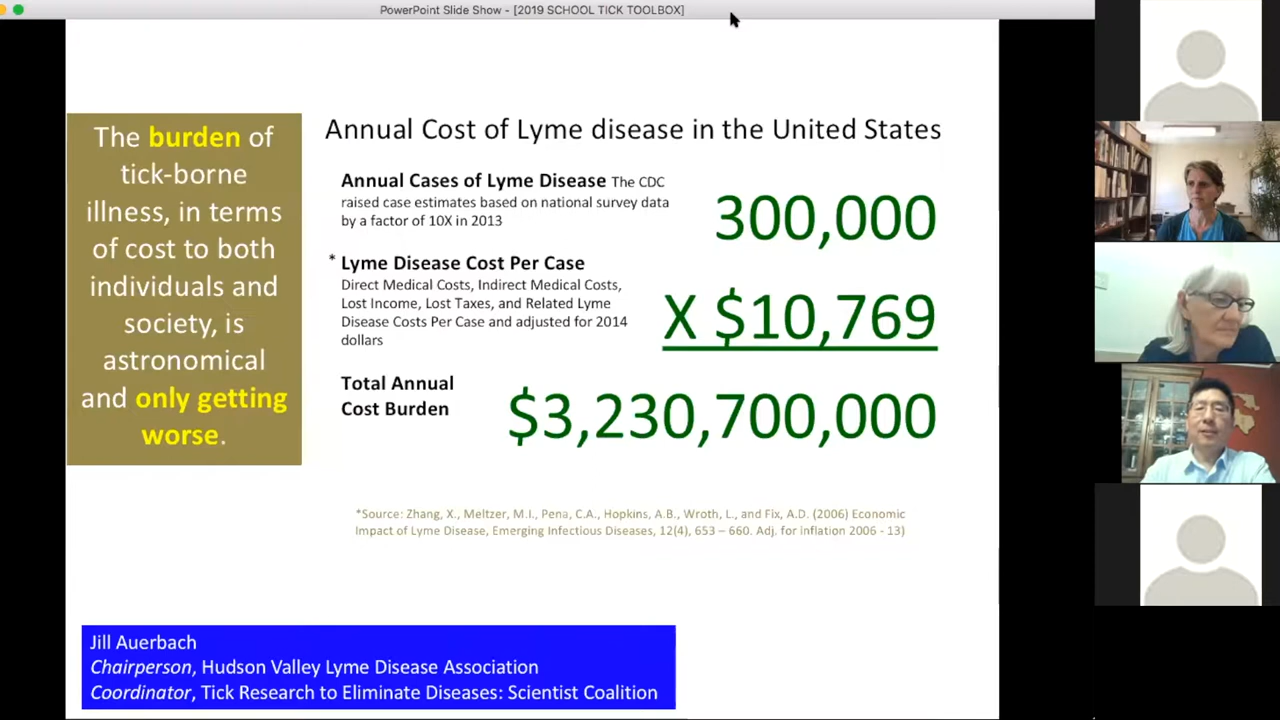 PowerPoint Slide Show - [2019 SCHOOL TICK TOOLBOX]
The burden of
tick-borne
illness, in terms
of cost to both
individuals and
society, is
astronomical
and only getting
worse.
Annual Cost of Lyme disease in the United States
Annual Cases of Lyme Disease The CDC
raised case estimates based on national survey data
by a factor of 10X in 2013
300,000
* Lyme Disease Cost Per Case
Direct Medical Costs, Indirect Medical Costs,
Lost Income, Lost Taxes, and Related Lyme
Disease Costs Per Case and adjusted for 2014
dollars
X $10,769
Total Annual
Cost Burden
$3,230,700,000
*Source: Zhang, X., Meltzer, M.I., Pena, C.A., Hopkins, A.B., Wroth, L., and Fix, A.D. (2006) Economic
Impact of Lyme Disease, Emerging Infectious Diseases, 12(4), 653 – 660. Adj. for inflation 2006 - 13)
Jill Auerbach
Chairperson, Hudson Valley Lyme Disease Association
Coordinator, Tick Research to Eliminate Diseases: Scientist Coalition